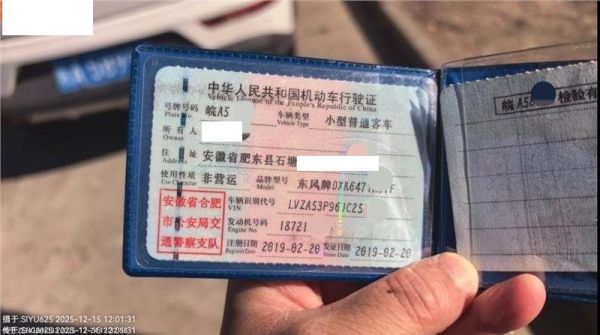 中华人民共和国机动车行驶证
Vehicle License of the People's Republic of China
号牌号码 皖A5 车辆类型 小型普通客车
Plate No. Vehicle Type
所有人
Owner
住址 安徽省肥东县石塘
Address
使用性质 非营运 品牌型号 东风牌DXK647
Use Character Model
安徽省合肥
市公安局交
通警察支队
车辆识别代号
VIN
发动机号码 18721
Engine No.
注册日期 2019-02-20 发证日期 2019-02-20
Register Date Issue Date
皖A5 检验有
摄于:SIYU625 2025-12-15 12:01:31